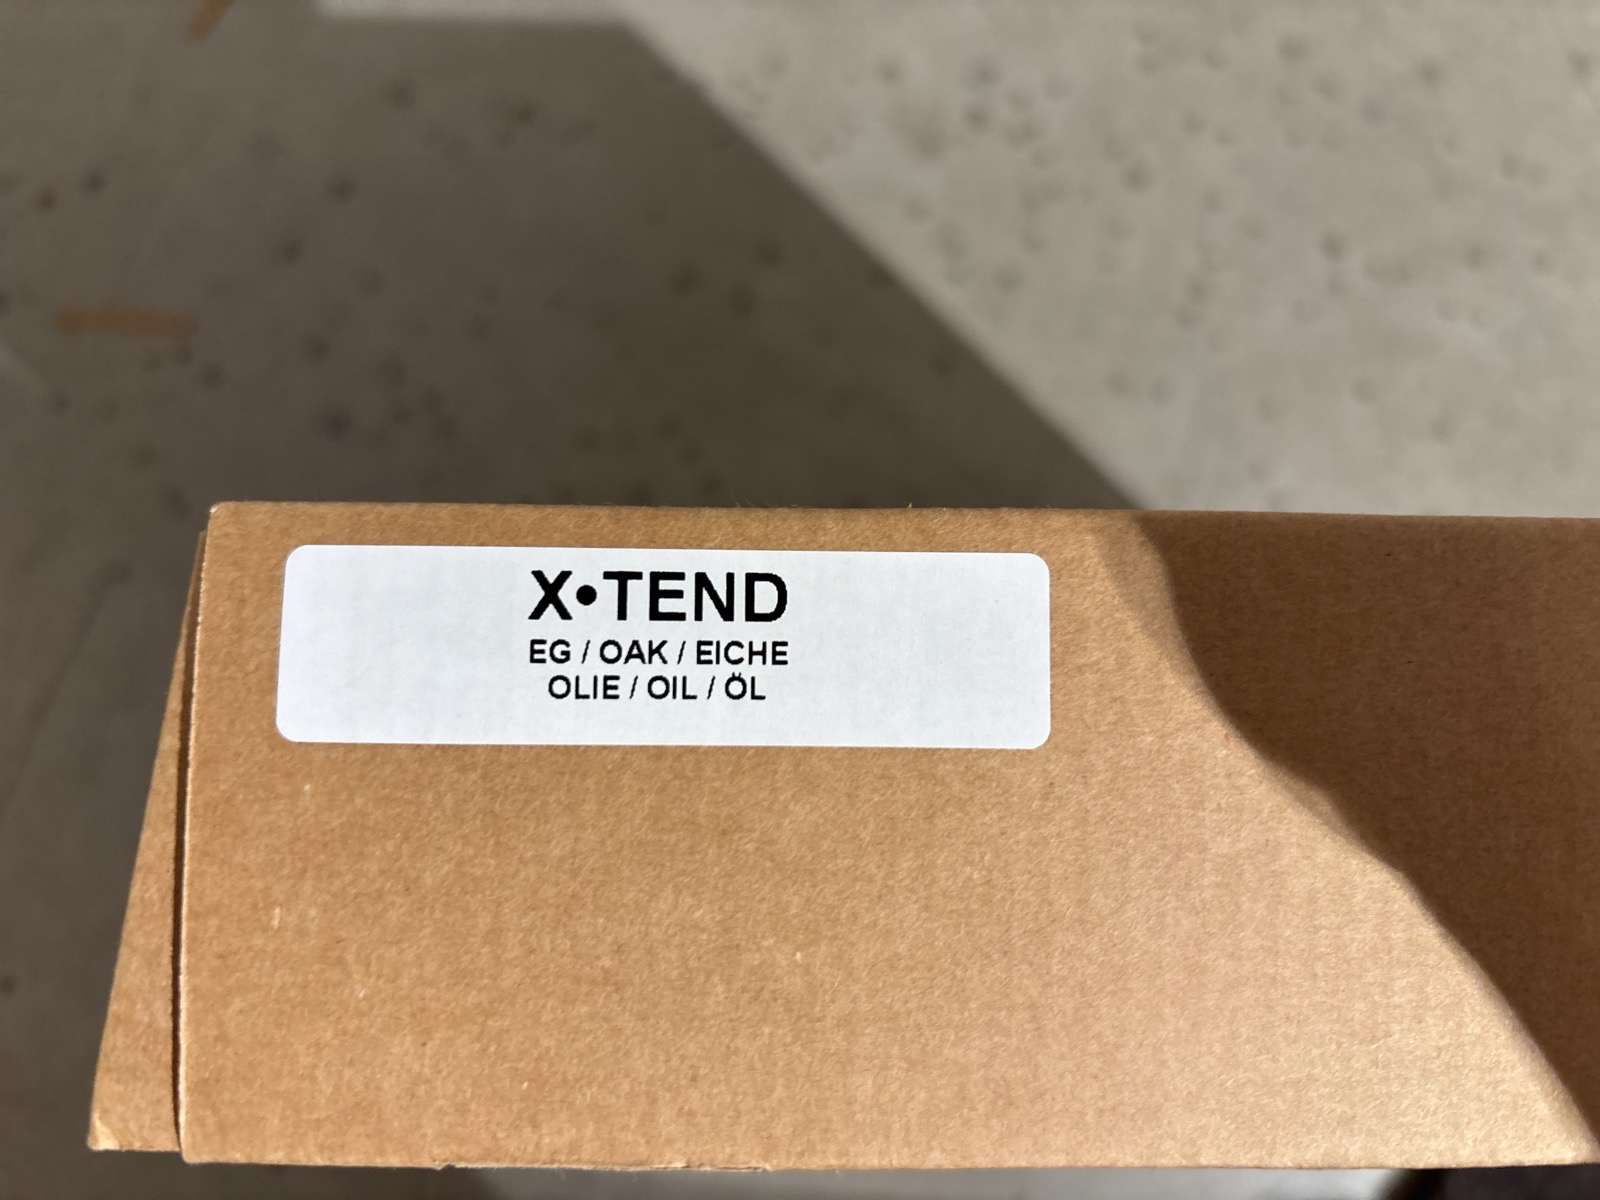 X•TEND
EG / OAK / EICHE
OLIE / OIL / ÖL